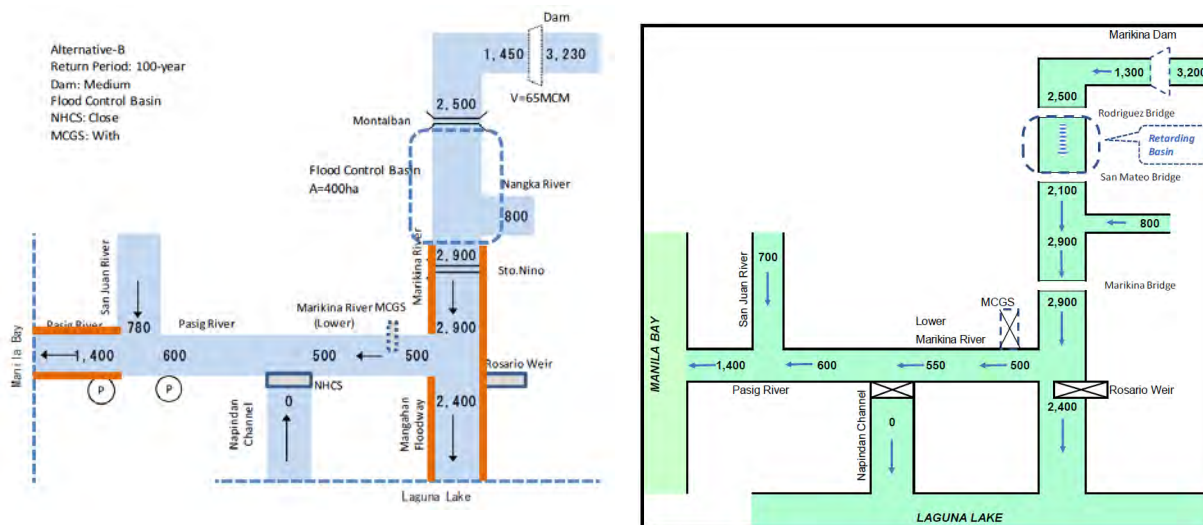 Alternative-B
Return Period: 100-year
Dam: Medium
Flood Control Basin
NHCS: Close
MCGS: With
Dam
1,450
3,230
V=65MCM
2,500
Montalban
Flood Control Basin
A=400ha
Nangka River
800
Marikina River
2,900
Sto.Nino
San Juan River
Pasig River
780
Pasig River
Marikina River MCGS
(Lower)
2,900
Manila Bay
1,400
600
500
500
Rosario Weir
P
P
NHCS
0
Napindan
Channel
Mangahan
Floodway
2,400
Laguna Lake
Marikina Dam
1,300
3,200
2,500
Rodriguez Bridge
Retarding
Basin
San Mateo Bridge
2,100
800
2,900
San Juan River
700
Marikina Bridge
MCGS
2,900
Lower
Marikina River
MANILA BAY
1,400
600
550
500
Pasig River
Rosario Weir
Napindan
Channel
0
2,400
LAGUNA LAKE